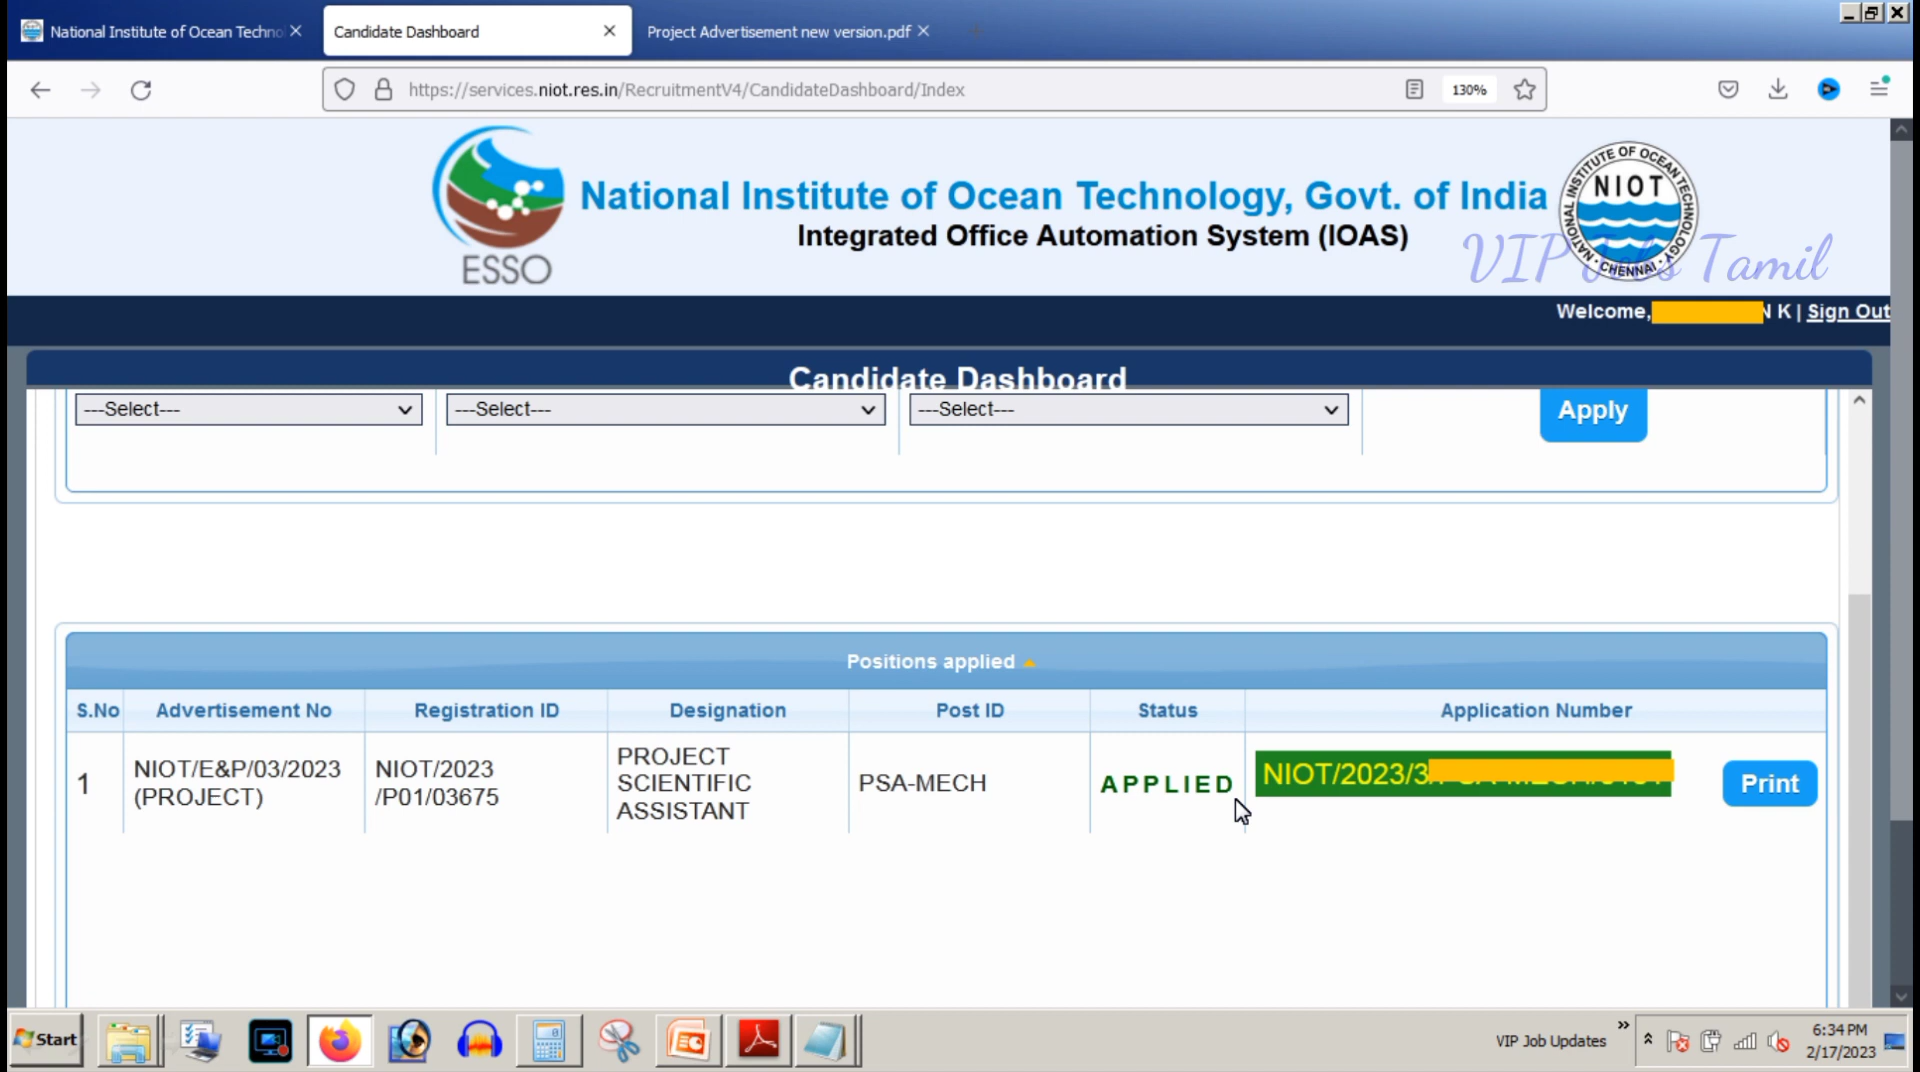 National Institute of Ocean Techno
Candidate Dashboard
Project Advertisement new version.pdf
https://services.niot.res.in/RecruitmentV4/CandidateDashboard/Index
130%
ESSO
National Institute of Ocean Technology, Govt. of India
Integrated Office Automation System (IOAS)
NATIONAL INSTITUTE OF OCEAN TECHNOLOGY
NIOT
CHENNAI
VIP Jobs Tamil
Welcome, N K | Sign Out
Candidate Dashboard
---Select--- ---Select--- ---Select--- Apply
Positions applied
S.No Advertisement No Registration ID Designation Post ID Status Application Number
1 NIOT/E&P/03/2023 (PROJECT) NIOT/2023 /P01/03675 PROJECT SCIENTIFIC ASSISTANT PSA-MECH APPLIED NIOT/2023/3 Print
Start
VIP Job Updates
6:34 PM
2/17/2023